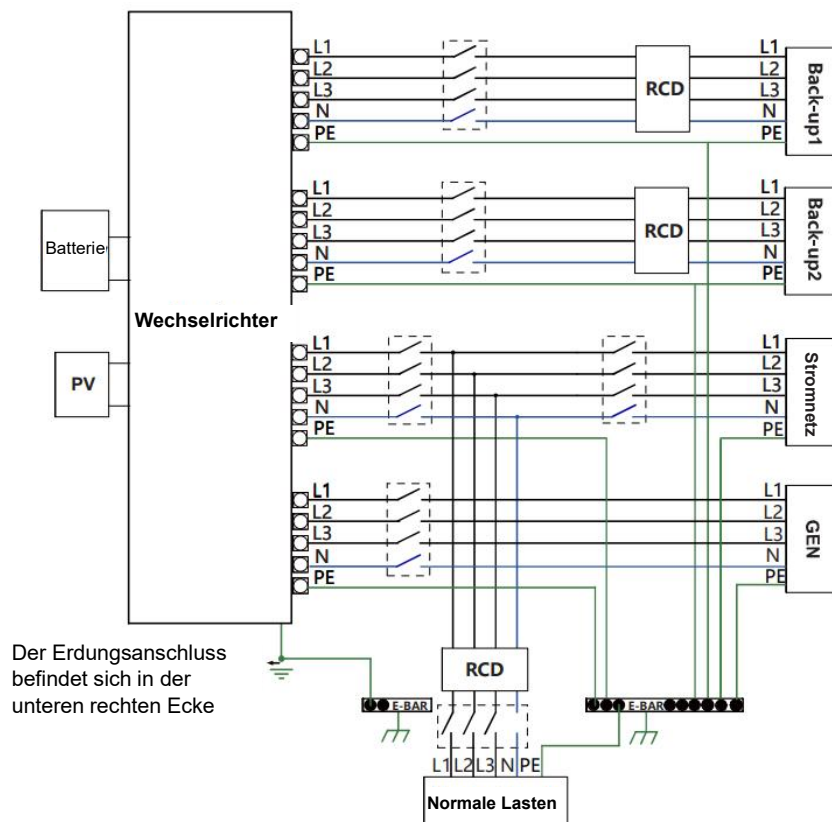 L1
L2
L3
N
PE
RCD
L1
L2
L3
N
PE
Back-up1
L1
L2
L3
N
PE
RCD
L1
L2
L3
N
PE
Back-up2
Batterie
Wechselrichter
PV
L1
L2
L3
N
PE
L1
L2
L3
N
PE
Stromnetz
L1
L2
L3
N
PE
L1
L2
L3
N
PE
GEN
Der Erdungsanschluss
befindet sich in der
unteren rechten Ecke
RCD
E-BAR
E-BAR
L1 L2 L3 N PE
Normale Lasten